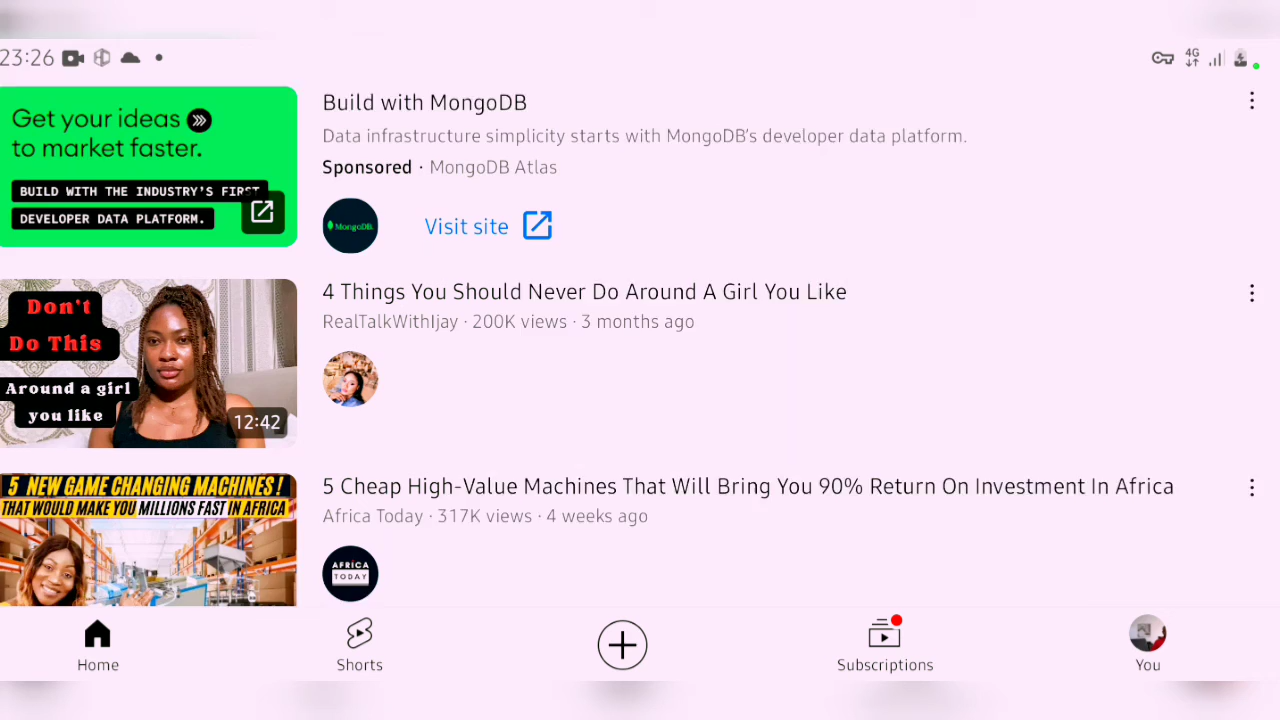 23:26
4G
Get your ideas
to market faster.
BUILD WITH THE INDUSTRY'S FIRST
DEVELOPER DATA PLATFORM.
Build with MongoDB
Data infrastructure simplicity starts with MongoDB's developer data platform.
Sponsored · MongoDB Atlas
MongoDB.
Visit site
Don't
Do This
Around a girl
you like
12:42
4 Things You Should Never Do Around A Girl You Like
RealTalkWithIjay · 200K views · 3 months ago
5 NEW GAME CHANGING MACHINES!
THAT WOULD MAKE YOU MILLIONS FAST IN AFRICA
5 Cheap High-Value Machines That Will Bring You 90% Return On Investment In Africa
Africa Today · 317K views · 4 weeks ago
AFRICA
TODAY
Home
Shorts
Subscriptions
You